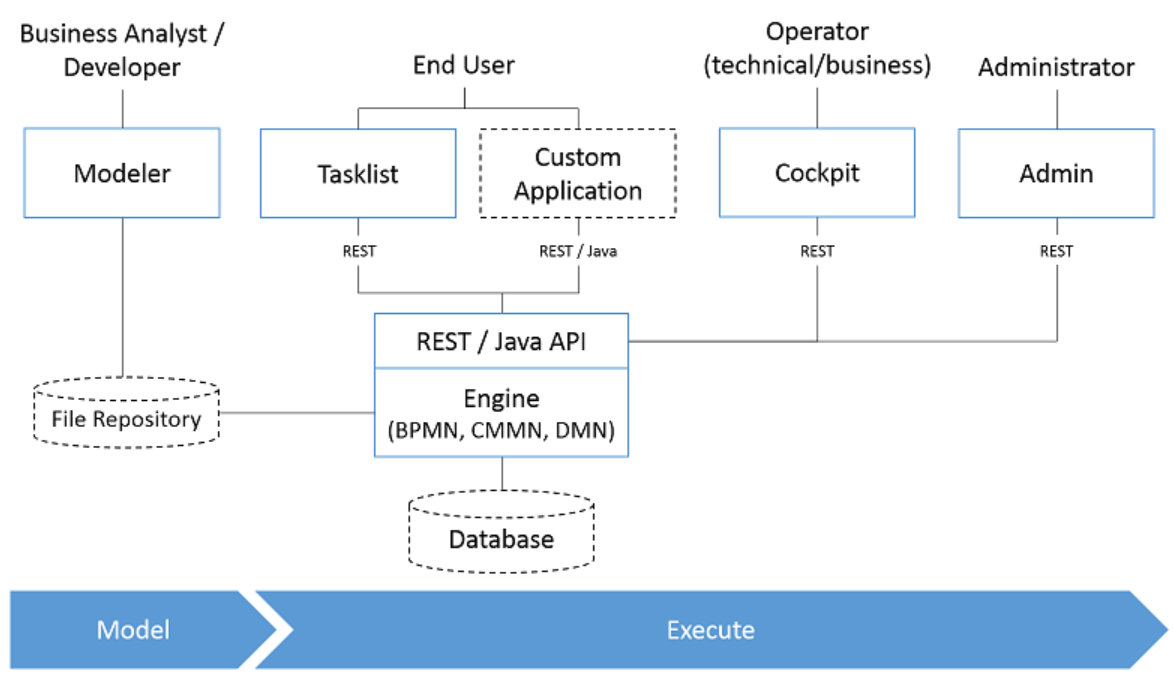 Business Analyst /
Developer
End User
Operator
(technical/business)
Administrator
Modeler
Tasklist
Custom
Application
Cockpit
Admin
REST
REST / Java
REST
REST
REST / Java API
Engine
(BPMN, CMMN, DMN)
File Repository
Database
Model
Execute